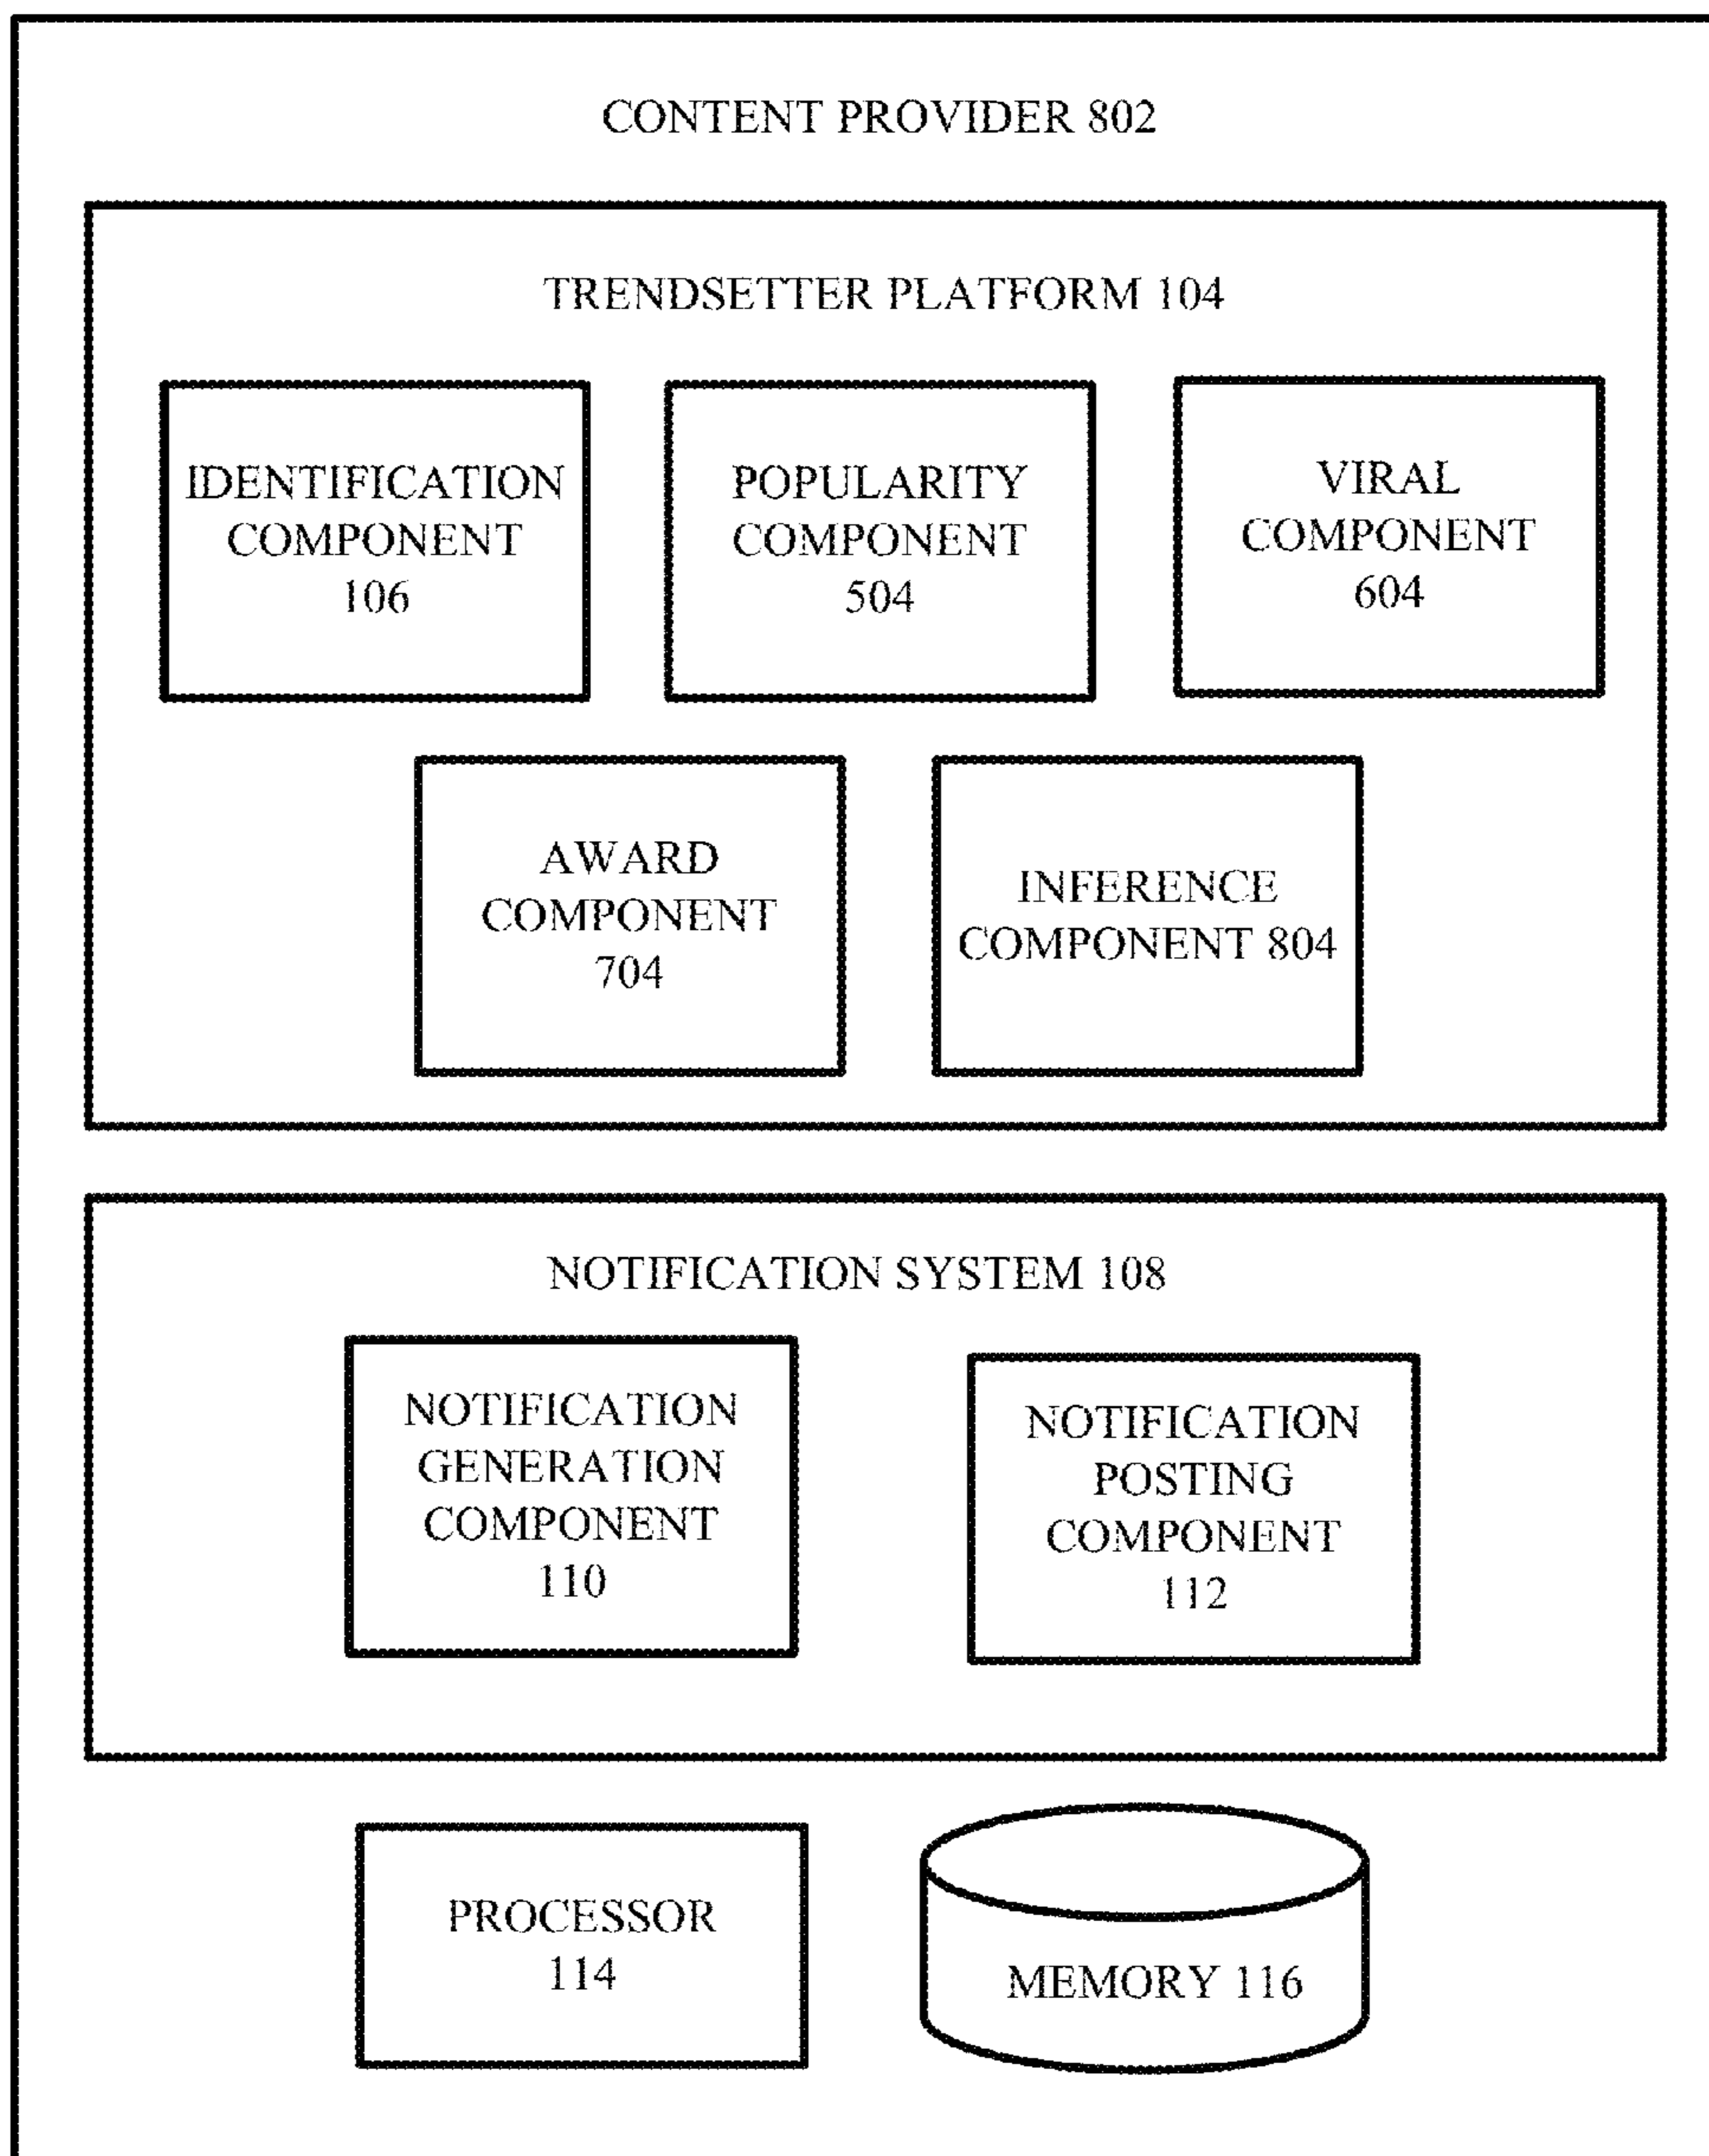 CONTENT PROVIDER 802
TRENDSETTER PLATFORM 104
IDENTIFICATION
COMPONENT
106
POPULARITY
COMPONENT
504
VIRAL
COMPONENT
604
AWARD
COMPONENT
704
INFERENCE
COMPONENT 804
NOTIFICATION SYSTEM 108
NOTIFICATION
GENERATION
COMPONENT
110
NOTIFICATION
POSTING
COMPONENT
112
PROCESSOR
114
MEMORY 116